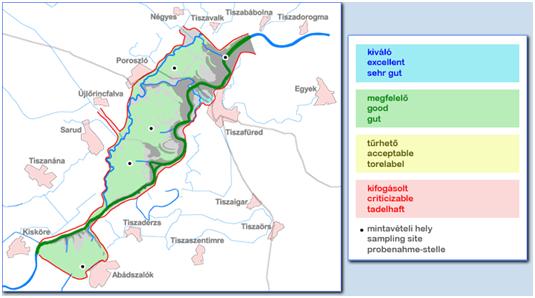 Négyes
Tiszavalk
Tiszabábolna
Tiszadorogma
Poroszló
Újlőrincfalva
Egyek
Sarud
Tiszafüred
Tiszanána
Tiszaigar
Tiszaörs
Kisköre
Tiszaderzs
Tiszaszentimre
Abádszalók
kiváló
excellent
sehr gut
megfelelő
good
gut
tűrhető
acceptable
torelabel
kifogásolt
criticizable
tadelhaft
mintavételi hely
sampling site
probenahme-stelle